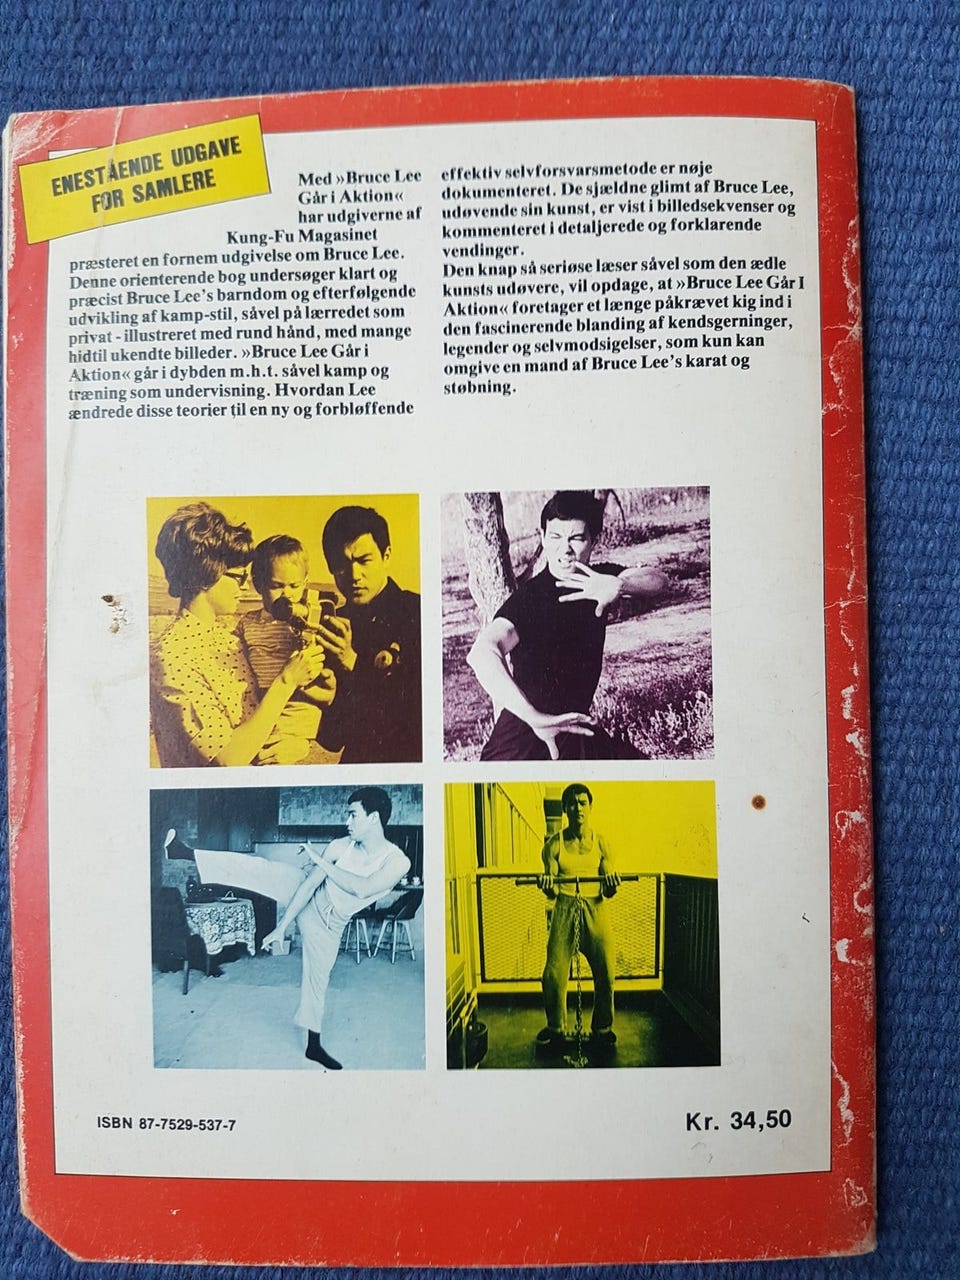 ENESTÅENDE UDGAVE
FOR SAMLERE
Med »Bruce Lee
Går i Aktion«
har udgiverne af
Kung-Fu Magasinet
præsteret en fornem udgivelse om Bruce Lee.
Denne orienterende bog undersøger klart og
præcist Bruce Lee's barndom og efterfølgende
udvikling af kamp-stil, såvel på lærredet som
privat - illustreret med rund hånd, med mange
hidtil ukendte billeder. »Bruce Lee Går i
Aktion« går i dybden m.h.t. såvel kamp og
træning som undervisning. Hvordan Lee
ændrede disse teorier til en ny og forbløffende
effektiv selvforsvarsmetode er nøje
dokumenteret. De sjældne glimt af Bruce Lee,
udøvende sin kunst, er vist i billedsekvenser og
kommenteret i detaljerede og forklarende
vendinger.
Den knap så seriøse læser såvel som den ædle
kunsts udøvere, vil opdage, at »Bruce Lee Går I
Aktion« foretager et længe påkrævet kig ind i
den fascinerende blanding af kendsgerninger,
legender og selvmodsigelser, som kun kan
omgive en mand af Bruce Lee's karat og
støbning.
ISBN 87-7529-537-7
Kr. 34,50